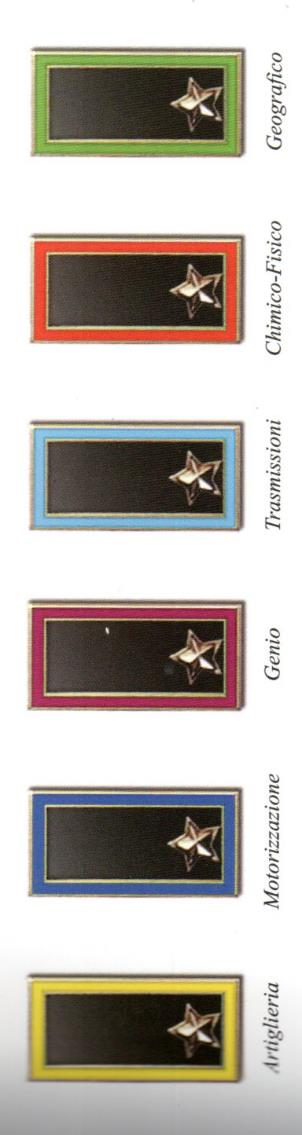 Artiglieria
Motorizzazione
Genio
Trasmissioni
Chimico-Fisico
Geografico